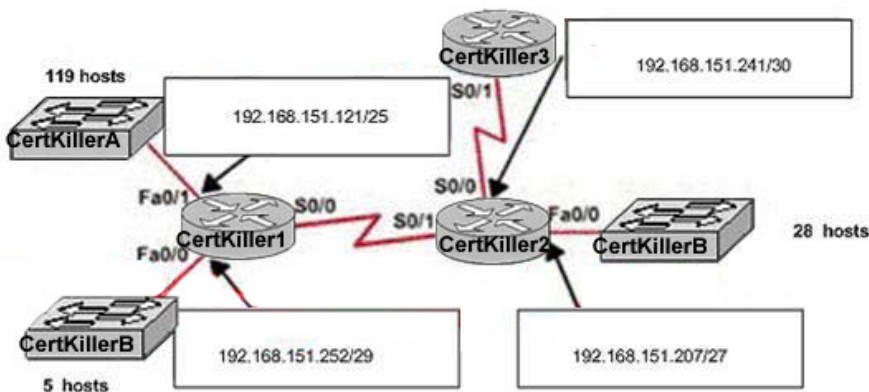 CertKiller3
192.168.151.241/30
119 hosts
S0/1
192.168.151.121/25
CertKillerA
Fa0/1
S0/0
S0/0
S0/1
Fa0/0
CertKiller1
CertKiller2
CertKillerB
28 hosts
Fa0/0
CertKillerB
192.168.151.252/29
192.168.151.207/27
5 hosts